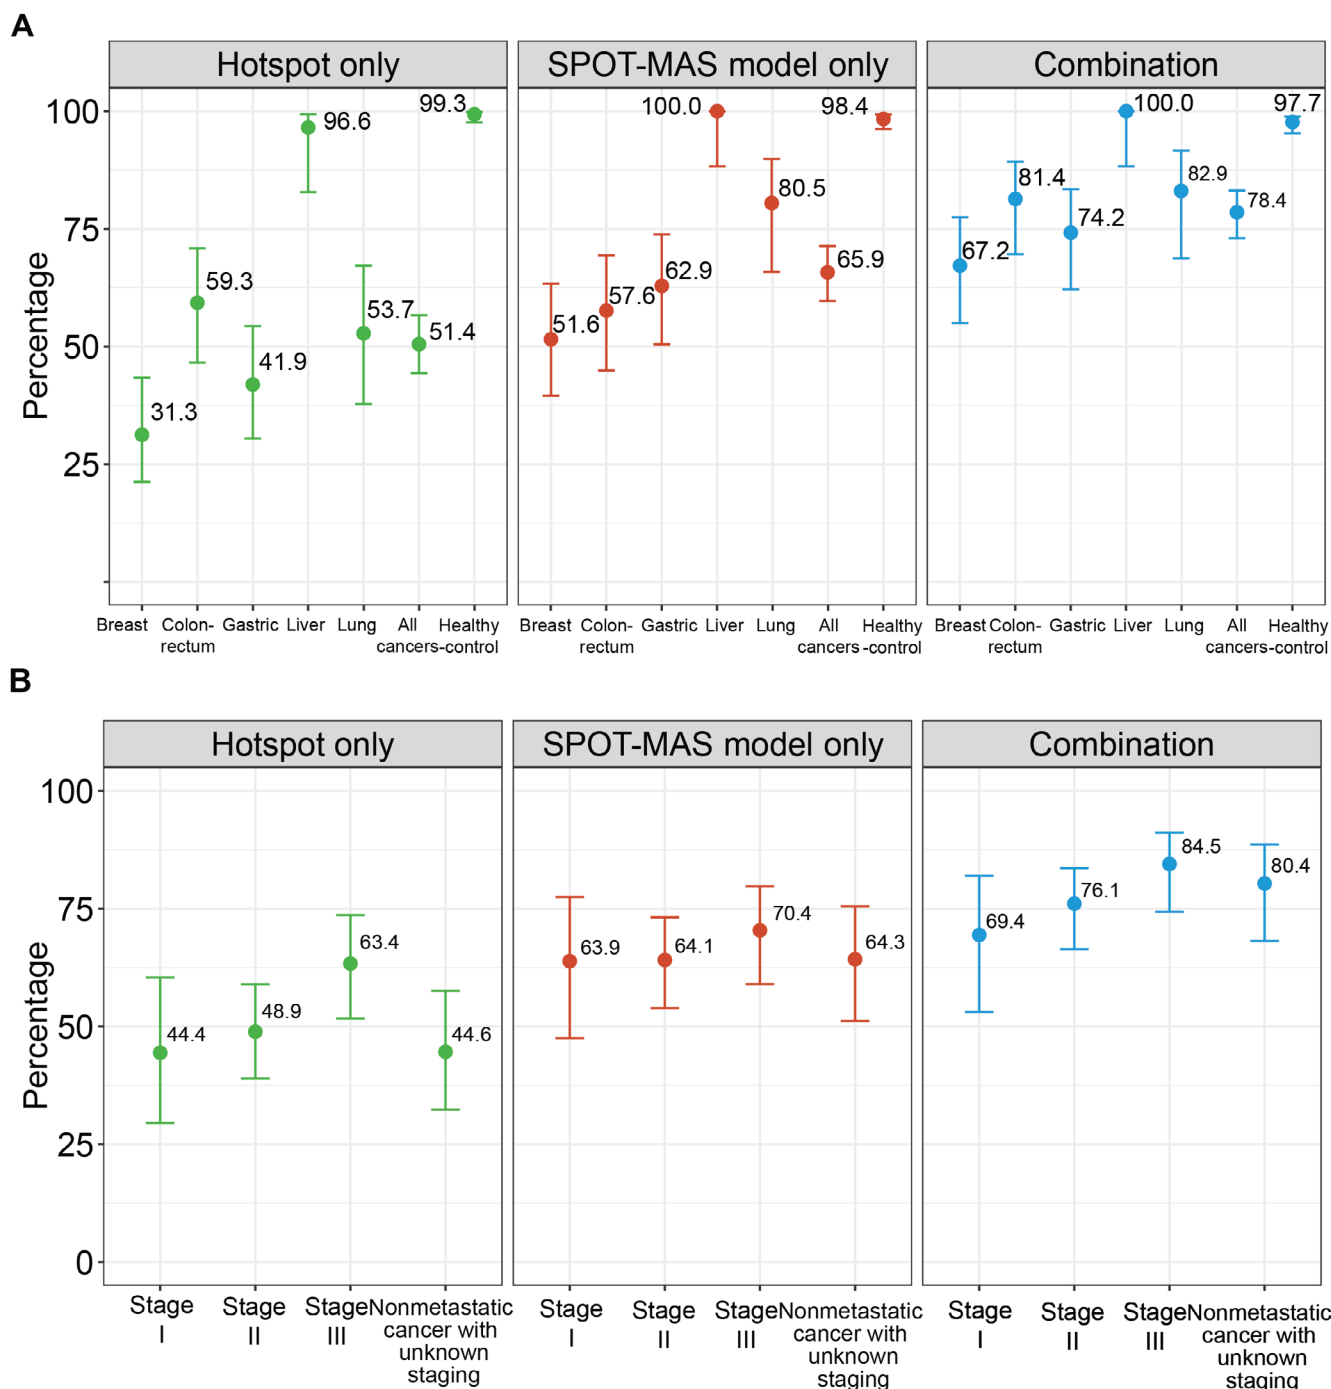 A
Hotspot only
SPOT-MAS model only
Combination
Percentage
100
75
50
25
31.3
59.3
41.9
96.6
53.7
51.4
99.3
51.6
57.6
62.9
100.0
80.5
65.9
98.4
67.2
81.4
74.2
100.0
82.9
78.4
97.7
Breast Colon- Gastric Liver Lung All Healthy
rectum cancers-control
Breast Colon- Gastric Liver Lung All Healthy
rectum cancers-control
Breast Colon- Gastric Liver Lung All Healthy
rectum cancers-control
B
Hotspot only
SPOT-MAS model only
Combination
Percentage
100
75
50
25
0
44.4
48.9
63.4
44.6
63.9
64.1
70.4
64.3
69.4
76.1
84.5
80.4
Stage
I
Stage
II
Stage
III
Nonmetastatic
cancer with
unknown
staging
Stage
I
Stage
II
Stage
III
Nonmetastatic
cancer with
unknown
staging
Stage
I
Stage
II
Stage
III
Nonmetastatic
cancer with
unknown
staging